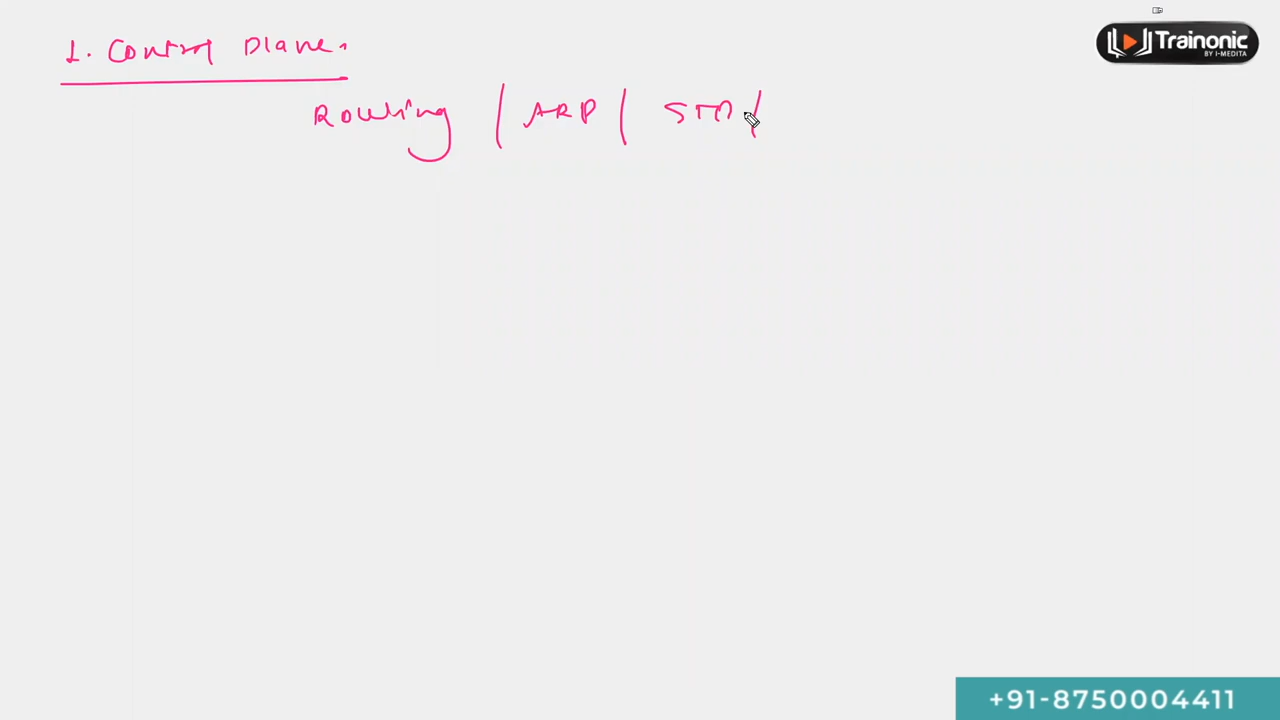 1. Control Plane.
Routing | ARP | STP |
Trainonic
BY I-MEDITA
+91-8750004411